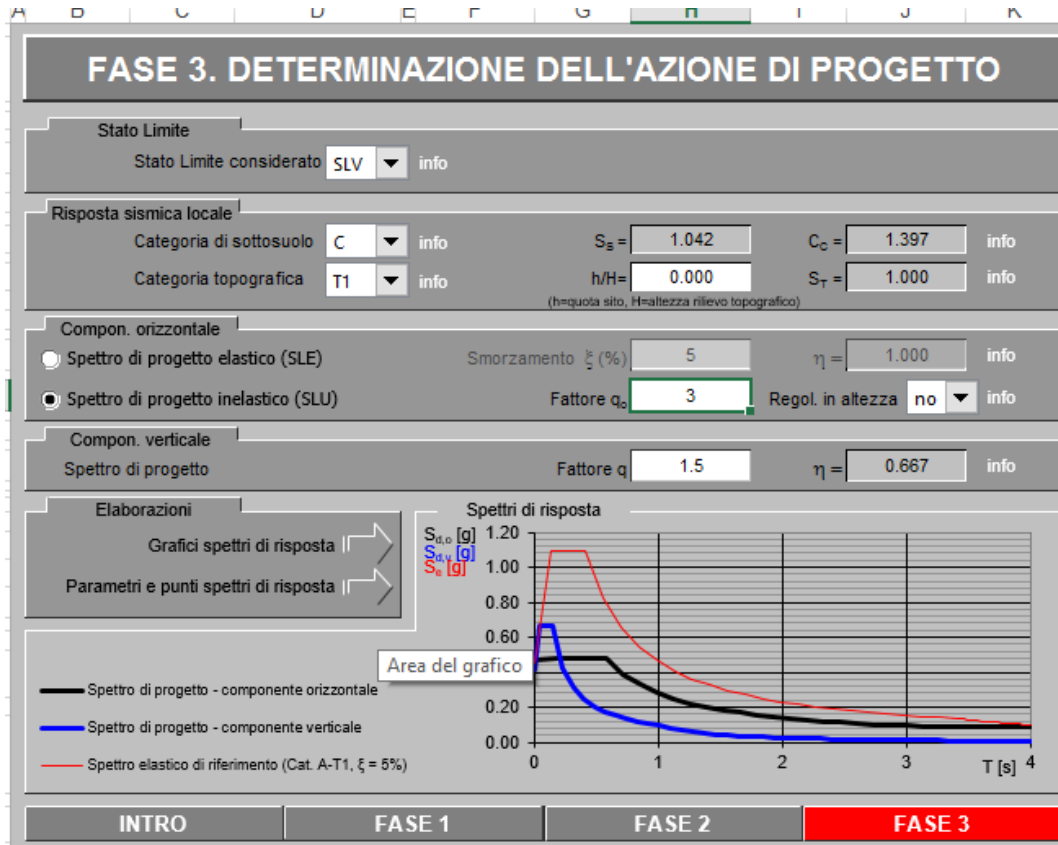 A B C D E F G H I J K
FASE 3. DETERMINAZIONE DELL'AZIONE DI PROGETTO
Stato Limite
Stato Limite considerato SLV info
Risposta sismica locale
Categoria di sottosuolo C info SS = 1.042 CC = 1.397 info
Categoria topografica T1 info h/H= 0.000 ST = 1.000 info
(h=quota sito, H=altezza rilievo topografico)
Compon. orizzontale
Spettro di progetto elastico (SLE) Smorzamento ξ (%) 5 η = 1.000 info
Spettro di progetto inelastico (SLU) Fattore qo 3 Regol. in altezza no info
Compon. verticale
Spettro di progetto Fattore q 1.5 η = 0.667 info
Elaborazioni
Grafici spettri di risposta
Parametri e punti spettri di risposta
Spettri di risposta
Sd,o [g]
Sd,v [g]
Se [g]
1.20
1.00
0.80
0.60
0.20
0.00
0 1 2 3 4
T [s]
Area del grafico
Spettro di progetto - componente orizzontale
Spettro di progetto - componente verticale
Spettro elastico di riferimento (Cat. A-T1, ξ = 5%)
INTRO FASE 1 FASE 2 FASE 3